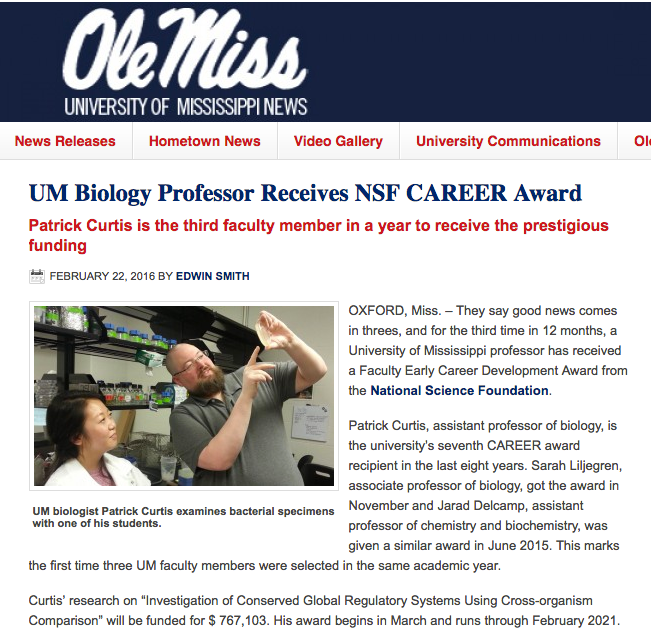 Ole Miss
UNIVERSITY OF MISSISSIPPI NEWS
News Releases
Hometown News
Video Gallery
University Communications
Ol
UM Biology Professor Receives NSF CAREER Award
Patrick Curtis is the third faculty member in a year to receive the prestigious
funding
FEBRUARY 22, 2016 BY EDWIN SMITH
OXFORD, Miss. – They say good news comes
in threes, and for the third time in 12 months, a
University of Mississippi professor has received
a Faculty Early Career Development Award from
the National Science Foundation.
Patrick Curtis, assistant professor of biology, is
the university's seventh CAREER award
recipient in the last eight years. Sarah Liljegren,
associate professor of biology, got the award in
November and Jarad Delcamp, assistant
professor of chemistry and biochemistry, was
given a similar award in June 2015. This marks
the first time three UM faculty members were selected in the same academic year.
UM biologist Patrick Curtis examines bacterial specimens
with one of his students.
Curtis' research on “Investigation of Conserved Global Regulatory Systems Using Cross-organism
Comparison” will be funded for $ 767,103. His award begins in March and runs through February 2021.